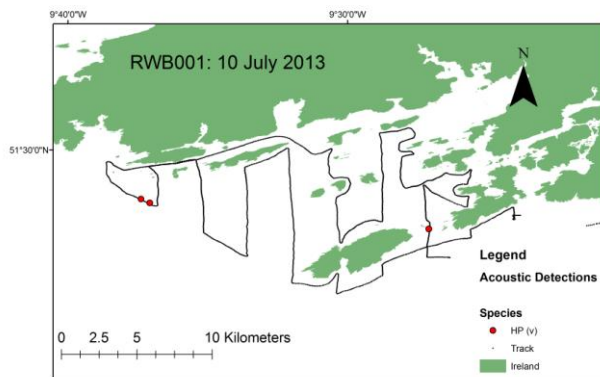 9°40'0"W
9°30'0"W
RWB001: 10 July 2013
N
51°30'0"N
Legend
Acoustic Detections
Species
HP (v)
Track
Ireland
0 2.5 5 10 Kilometers